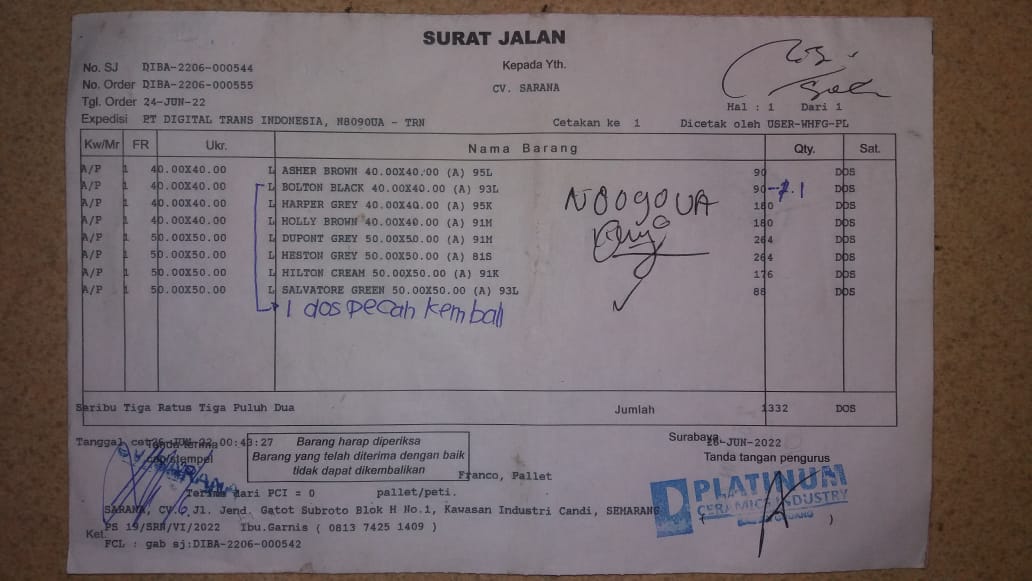 SURAT JALAN
No. SJ DIBA-2206-000544
Kepada Yth.
No. Order DIBA-2206-000555
CV. SARANA
Tgl. Order 24-JUN-22
Hal : 1 Dari 1
Expedisi PT DIGITAL TRANS INDONESIA, N8090UA - TRN Cetakan ke 1 Dicetak oleh USER-WHFG-PL
Kw/Mr FR Ukr. Nama Barang Qty. Sat.
A/P 1 40.00X40.00 L ASHER BROWN 40.00X40.00 (A) 95L 90 DOS
A/P 1 40.00X40.00 L BOLTON BLACK 40.00X40.00 (A) 93L 90 DOS
A/P 1 40.00X40.00 L HARPER GREY 40.00X40.00 (A) 95K 180 DOS
A/P 1 40.00X40.00 L HOLLY BROWN 40.00X40.00 (A) 91M 180 DOS
A/P 1 50.00X50.00 L DUPONT GREY 50.00X50.00 (A) 91M 264 DOS
A/P 1 50.00X50.00 L HESTON GREY 50.00X50.00 (A) 81S 264 DOS
A/P 1 50.00X50.00 L HILTON CREAM 50.00X50.00 (A) 91K 176 DOS
A/P 1 50.00X50.00 L SALVATORE GREEN 50.00X50.00 (A) 93L 88 DOS
N8090UA
1 dos pecah kembali
Seribu Tiga Ratus Tiga Puluh Dua Jumlah 1332 DOS
Tanggal cetak 26-JUN-22 00:43:27
Surabaya, 26-JUN-2022
Tanda terima
cap/stempel
Barang harap diperiksa
Barang yang telah diterima dengan baik
tidak dapat dikembalikan
Tanda tangan pengurus
Franco, Pallet
Terima dari PCI = 0 pallet/peti.
PLATINUM
CERAMICS INDUSTRY
SARANA, CV. Jl. Jend. Gatot Subroto Blok H No.1, Kawasan Industri Candi, SEMARANG
PS 19/SRN/VI/2022 Ibu.Garnis ( 0813 7425 1409 )
Ket.
FCL : gab sj:DIBA-2206-000542